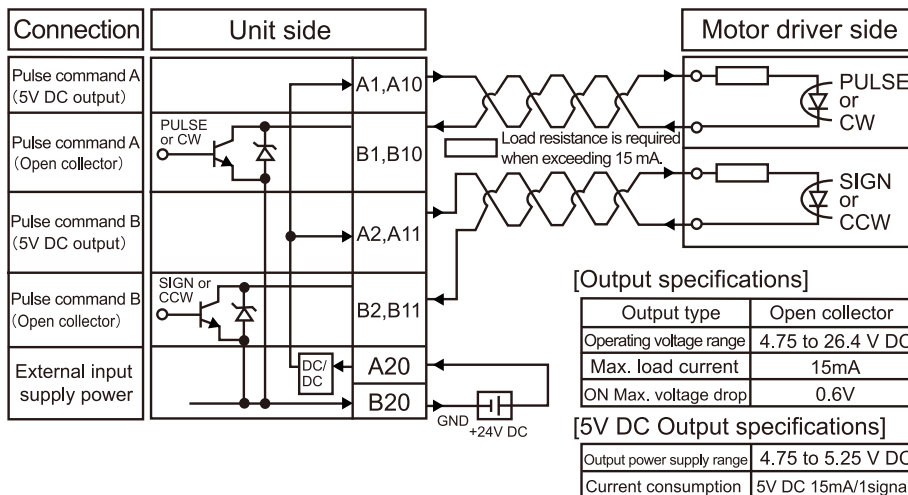 Connection
Unit side
Motor driver side
Pulse command A
(5V DC output)
A1,A10
PULSE
or
CW
Pulse command A
(Open collector)
PULSE
or CW
B1,B10
Load resistance is required
when exceeding 15 mA.
Pulse command B
(5V DC output)
A2,A11
SIGN
or
CCW
Pulse command B
(Open collector)
SIGN or
CCW
B2,B11
External input
supply power
DC/
DC
A20
B20
GND
+24V DC
[Output specifications]
Output type Open collector
Operating voltage range 4.75 to 26.4 V DC
Max. load current 15mA
ON Max. voltage drop 0.6V
[5V DC Output specifications]
Output power supply range 4.75 to 5.25 V DC
Current consumption 5V DC 15mA/1signal